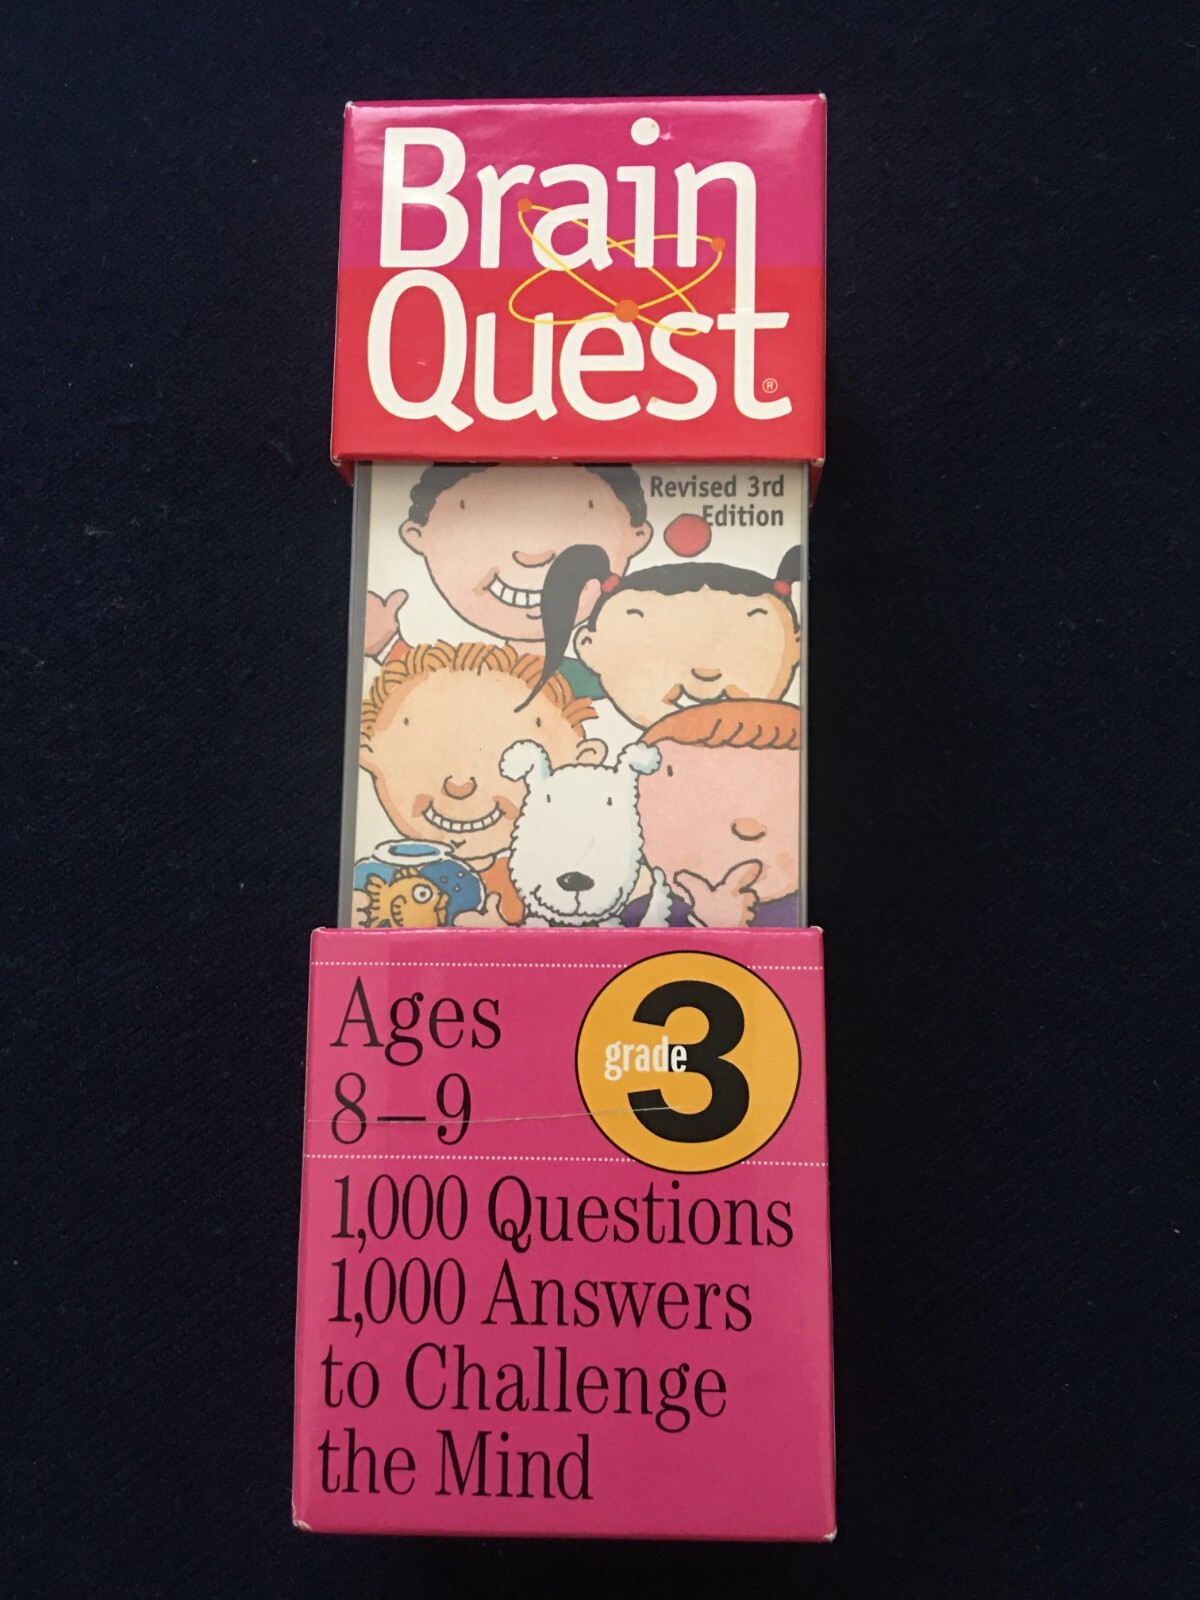 Brain
Quest®
Revised 3rd
Edition
Ages
8–9
grade 3
1,000 Questions
1,000 Answers
to Challenge
the Mind